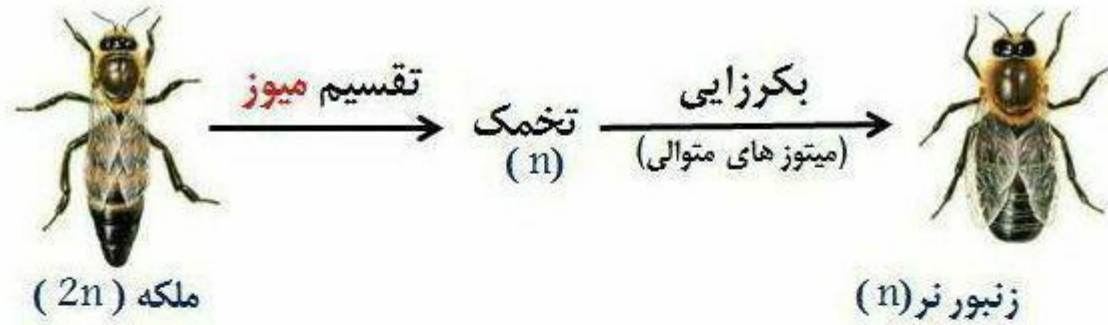 تقسیم میوز
تخمک
(n)
بکرزایی
(میتوز های متوالی)
ملکه (2n)
زنبور نر(n)